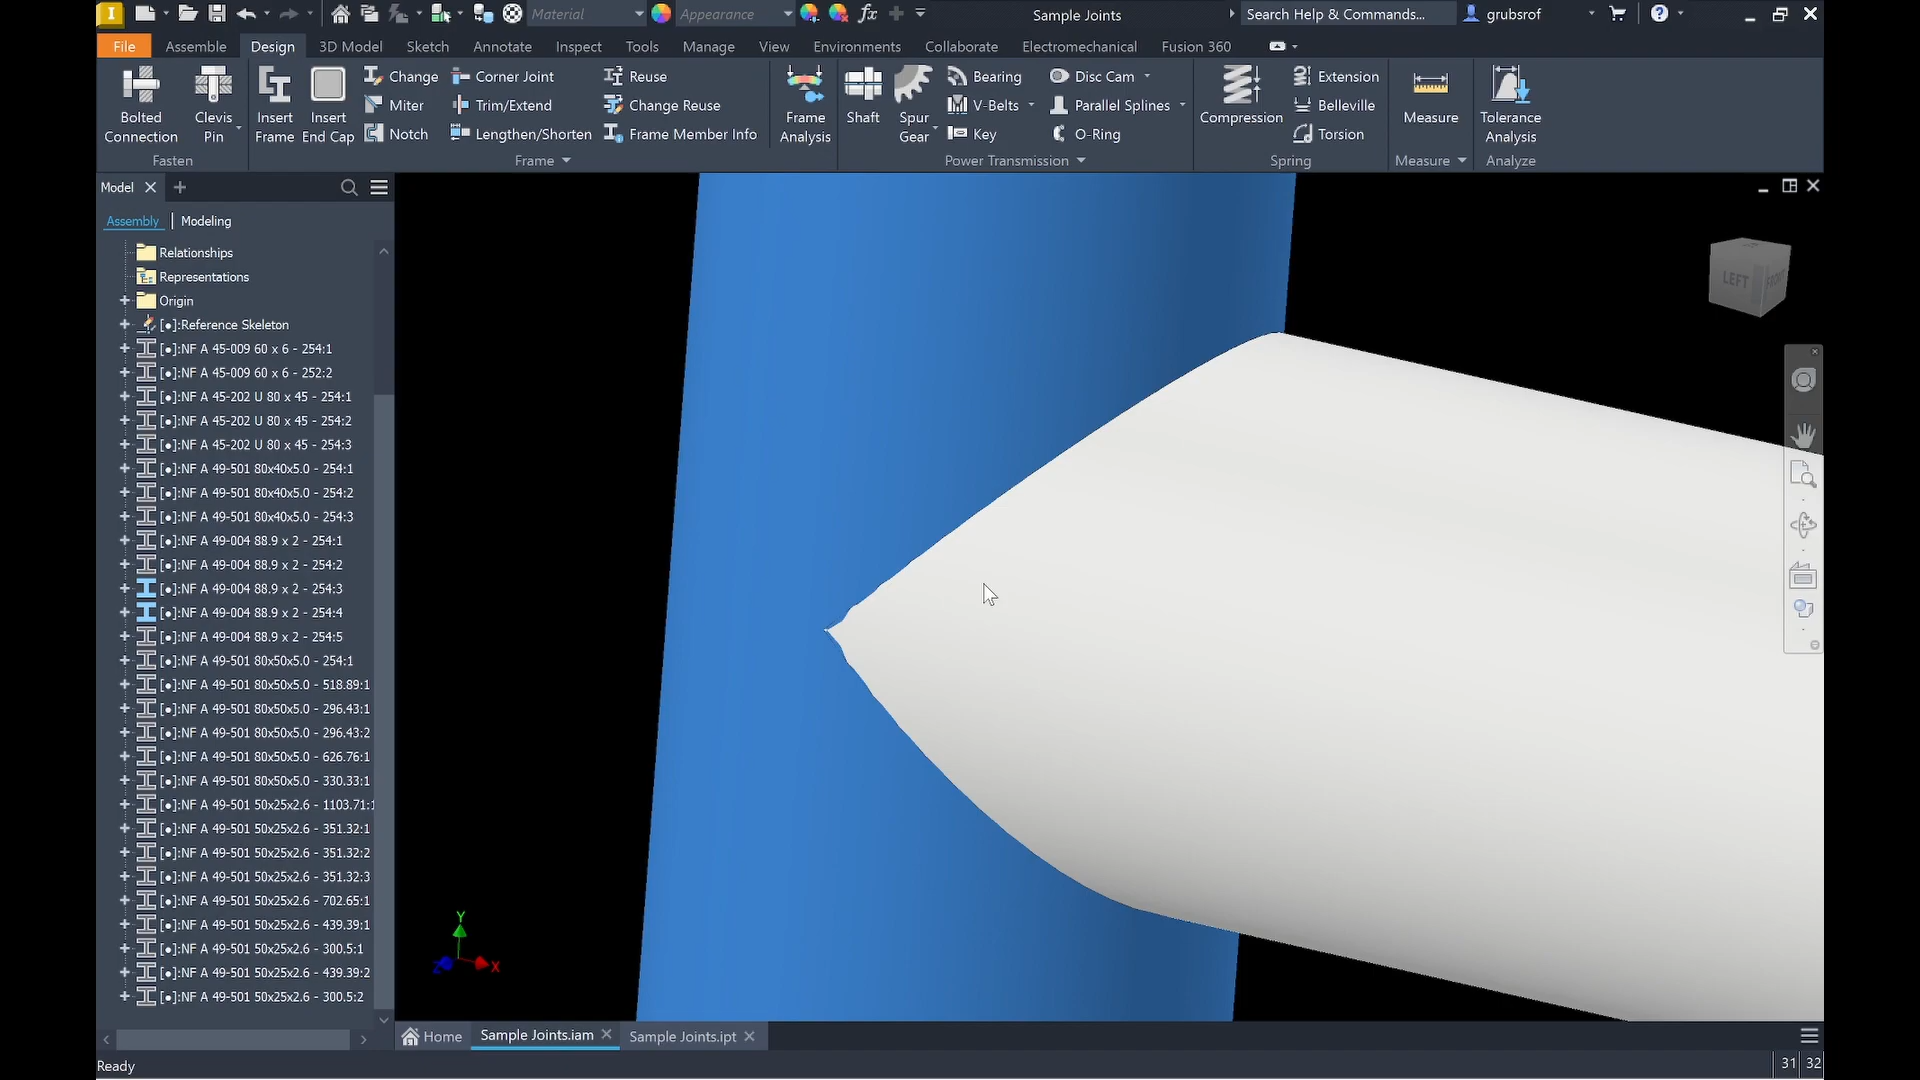 Material
Appearance
fx
Sample Joints
Search Help & Commands...
grubsrof
File
Assemble
Design
3D Model
Sketch
Annotate
Inspect
Tools
Manage
View
Environments
Collaborate
Electromechanical
Fusion 360
Bolted Connection
Clevis Pin
Fasten
Insert Frame
Insert End Cap
Change
Miter
Notch
Corner Joint
Trim/Extend
Lengthen/Shorten
Reuse
Change Reuse
Frame Member Info
Frame
Frame Analysis
Shaft
Spur Gear
Bearing
V-Belts
Key
Disc Cam
Parallel Splines
O-Ring
Power Transmission
Compression
Extension
Belleville
Torsion
Spring
Measure
Measure
Tolerance Analysis
Analyze
Model
Assembly | Modeling
Relationships
Representations
Origin
[●]:Reference Skeleton
[●]:NF A 45-009 60 x 6 - 254:1
[●]:NF A 45-009 60 x 6 - 252:2
[●]:NF A 45-202 U 80 x 45 - 254:1
[●]:NF A 45-202 U 80 x 45 - 254:2
[●]:NF A 45-202 U 80 x 45 - 254:3
[●]:NF A 49-501 80x40x5.0 - 254:1
[●]:NF A 49-501 80x40x5.0 - 254:2
[●]:NF A 49-501 80x40x5.0 - 254:3
[●]:NF A 49-004 88.9 x 2 - 254:1
[●]:NF A 49-004 88.9 x 2 - 254:2
[●]:NF A 49-004 88.9 x 2 - 254:3
[●]:NF A 49-004 88.9 x 2 - 254:4
[●]:NF A 49-004 88.9 x 2 - 254:5
[●]:NF A 49-501 80x50x5.0 - 254:1
[●]:NF A 49-501 80x50x5.0 - 518.89:1
[●]:NF A 49-501 80x50x5.0 - 296.43:1
[●]:NF A 49-501 80x50x5.0 - 296.43:2
[●]:NF A 49-501 80x50x5.0 - 626.76:1
[●]:NF A 49-501 80x50x5.0 - 330.33:1
[●]:NF A 49-501 50x25x2.6 - 1103.71:1
[●]:NF A 49-501 50x25x2.6 - 351.32:1
[●]:NF A 49-501 50x25x2.6 - 351.32:2
[●]:NF A 49-501 50x25x2.6 - 351.32:3
[●]:NF A 49-501 50x25x2.6 - 702.65:1
[●]:NF A 49-501 50x25x2.6 - 439.39:1
[●]:NF A 49-501 50x25x2.6 - 300.5:1
[●]:NF A 49-501 50x25x2.6 - 439.39:2
[●]:NF A 49-501 50x25x2.6 - 300.5:2
LEFT
FRONT
Y
Z
X
Home
Sample Joints.iam
Sample Joints.ipt
Ready
31
32